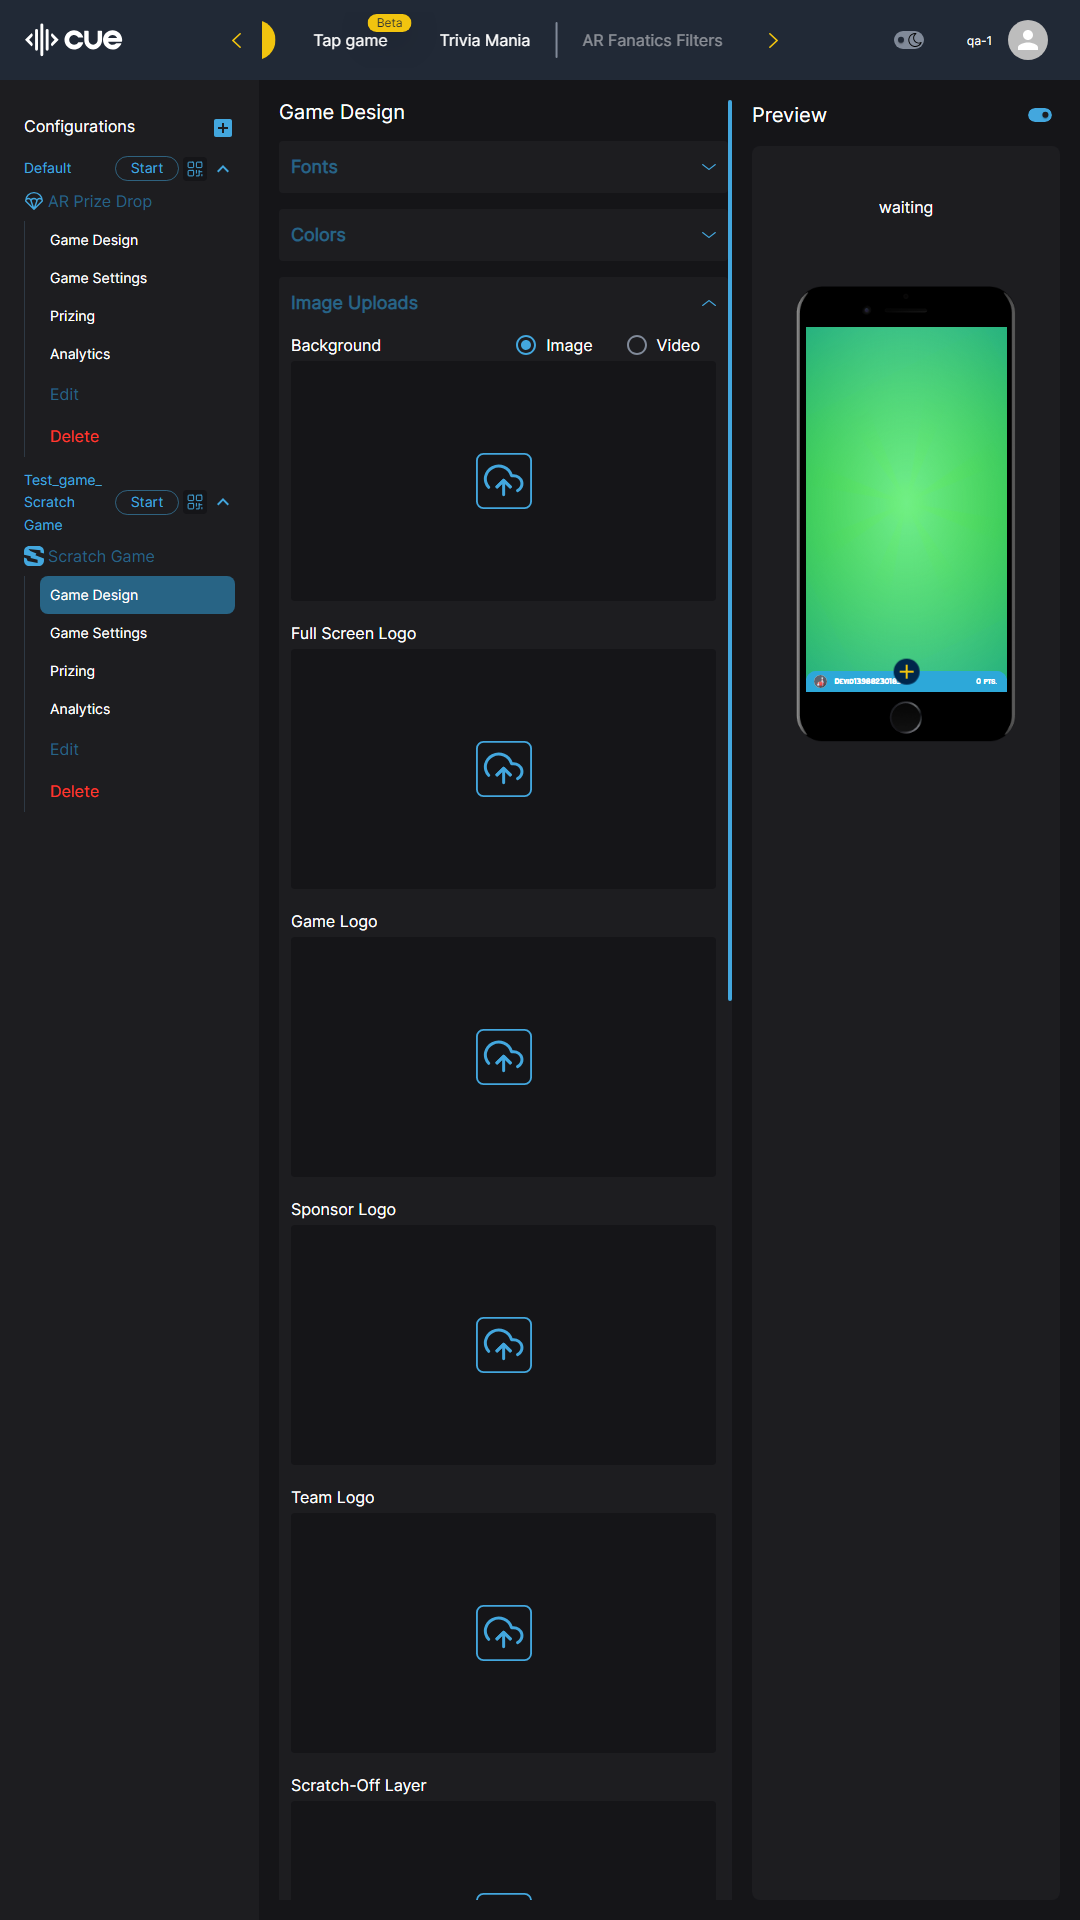 cue
Tap game
Beta
Trivia Mania
AR Fanatics Filters
qa-1
Configurations
Default
Start
AR Prize Drop
Game Design
Game Settings
Prizing
Analytics
Edit
Delete
Test_game_
Scratch
Game
Start
Scratch Game
Game Design
Game Settings
Prizing
Analytics
Edit
Delete
Game Design
Fonts
Colors
Image Uploads
Background
Image
Video
Full Screen Logo
Game Logo
Sponsor Logo
Team Logo
Scratch-Off Layer
Preview
waiting
0 PTS.